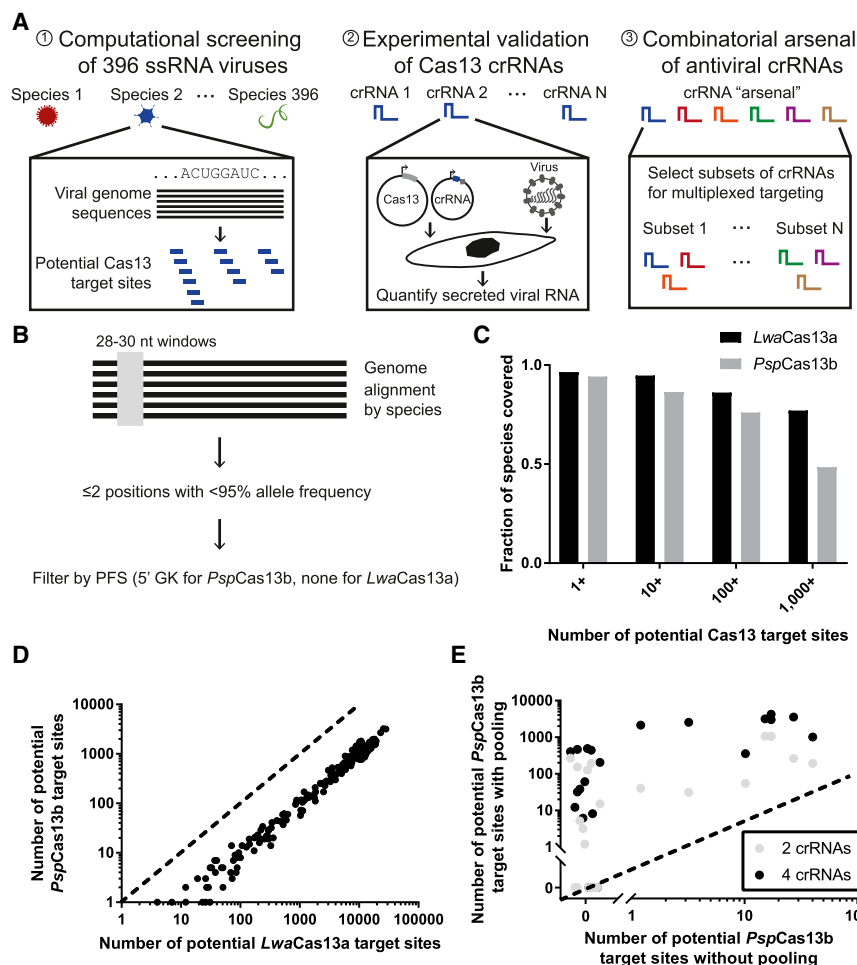 A
① Computational screening
of 396 ssRNA viruses
Species 1 Species 2 ... Species 396
...ACUGGAUC...
Viral genome
sequences
Potential Cas13
target sites
② Experimental validation
of Cas13 crRNAs
crRNA 1 crRNA 2 ... crRNA N
Cas13 crRNA Virus
Quantify secreted viral RNA
③ Combinatorial arsenal
of antiviral crRNAs
crRNA “arsenal”
Select subsets of crRNAs
for multiplexed targeting
Subset 1 ... Subset N
B
28-30 nt windows
Genome
alignment
by species
≤2 positions with <95% allele frequency
Filter by PFS (5' GK for PspCas13b, none for LwaCas13a)
C
LwaCas13a
PspCas13b
Fraction of species covered
1.0
0.5
0.0
1+ 10+ 100+ 1,000+
Number of potential Cas13 target sites
D
Number of potential
PspCas13b target sites
10000
1000
100
10
1
1 10 100 1000 10000 100000
Number of potential LwaCas13a target sites
E
Number of potential PspCas13b
target sites with pooling
10000
1000
100
10
1
0
2 crRNAs
4 crRNAs
0 1 10
Number of potential PspCas13b
target sites without pooling